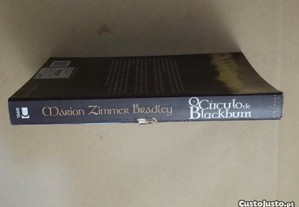 Marion Zimmer Bradley
O Círculo de
Blackburn
CustoJusto.pt